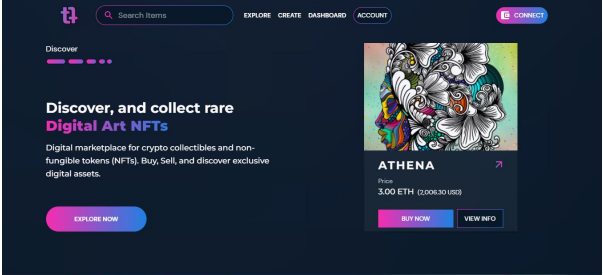 Search Items
EXPLORE CREATE DASHBOARD ACCOUNT
CONNECT
Discover
Discover, and collect rare
Digital Art NFTs
Digital marketplace for crypto collectibles and non-
fungible tokens (NFTs). Buy, Sell, and discover exclusive
digital assets.
EXPLORE NOW
ATHENA
Price
3.00 ETH (2,006.30 USD)
BUY NOW
VIEW INFO